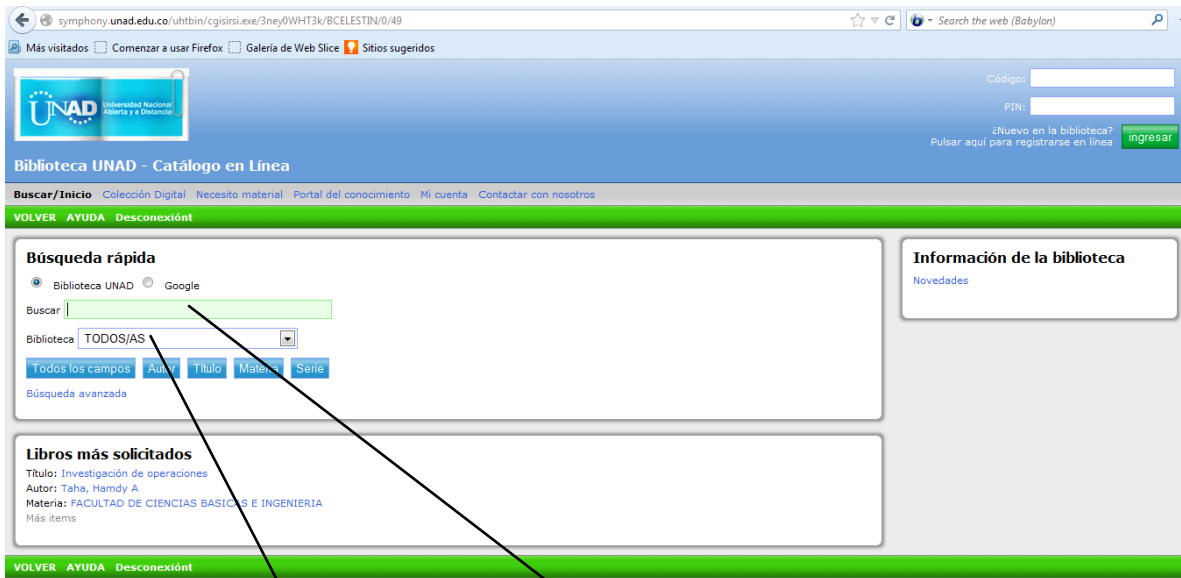 symphony.unad.edu.co/uhtbin/cgisirsi.exe/3ney0WHT3k/BCELESTIN/0/49
Search the web (Babylon)
Más visitados Comenzar a usar Firefox Galería de Web Slice Sitios sugeridos
UNAD Universidad Nacional
Abierta y a Distancia
Código:
PIN:
¿Nuevo en la biblioteca?
Pulsar aquí para registrarse en línea
ingresar
Biblioteca UNAD - Catálogo en Línea
Buscar/Inicio Colección Digital Necesito material Portal del conocimiento Mi cuenta Contactar con nosotros
VOLVER AYUDA Desconexiónt
Búsqueda rápida
Biblioteca UNAD Google
Buscar
Biblioteca TODOS/AS
Todos los campos Autor Título Materia Serie
Búsqueda avanzada
Información de la biblioteca
Novedades
Libros más solicitados
Título: Investigación de operaciones
Autor: Taha, Hamdy A
Materia: FACULTAD DE CIENCIAS BASICAS E INGENIERIA
Más items
VOLVER AYUDA Desconexiónt